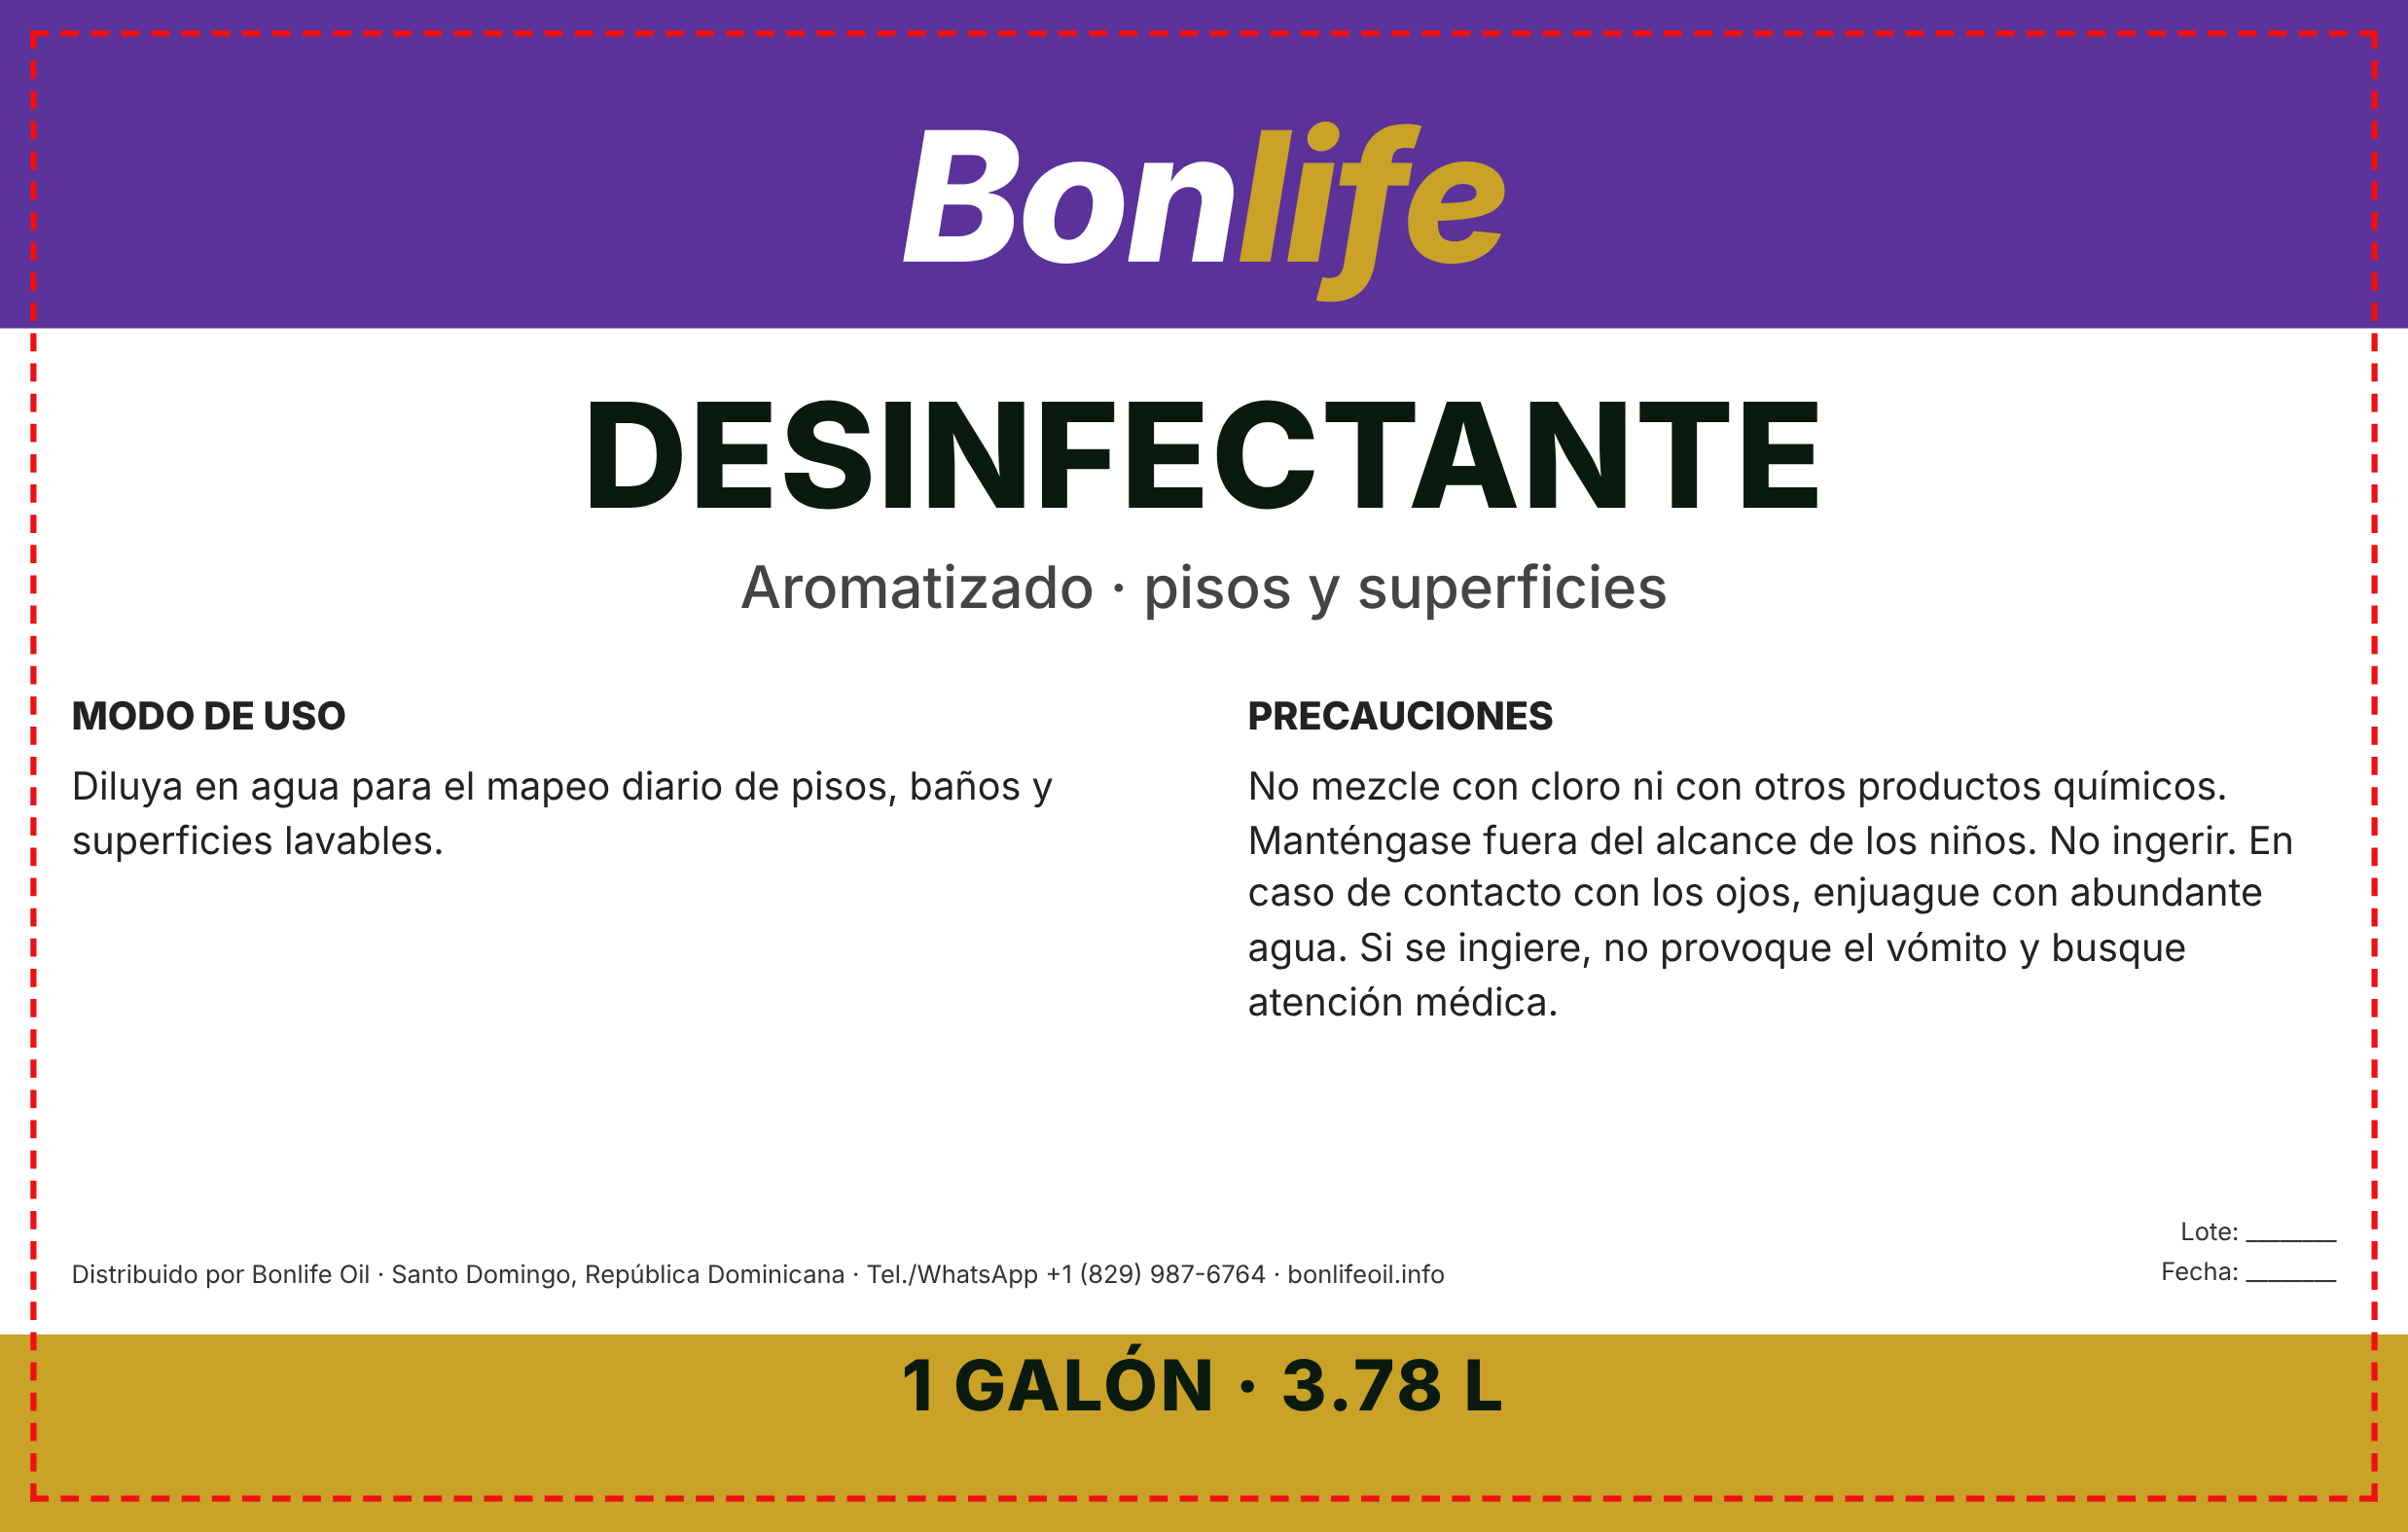 Bonlife
DESINFECTANTE
Aromatizado · pisos y superficies
MODO DE USO
Diluya en agua para el mapeo diario de pisos, baños y
superficies lavables.
PRECAUCIONES
No mezcle con cloro ni con otros productos químicos.
Manténgase fuera del alcance de los niños. No ingerir. En
caso de contacto con los ojos, enjuague con abundante
agua. Si se ingiere, no provoque el vómito y busque
atención médica.
Distribuido por Bonlife Oil · Santo Domingo, República Dominicana · Tel./WhatsApp +1 (829) 987-6764 · bonlifeoil.info
Lote: ________
Fecha: ________
1 GALÓN · 3.78 L